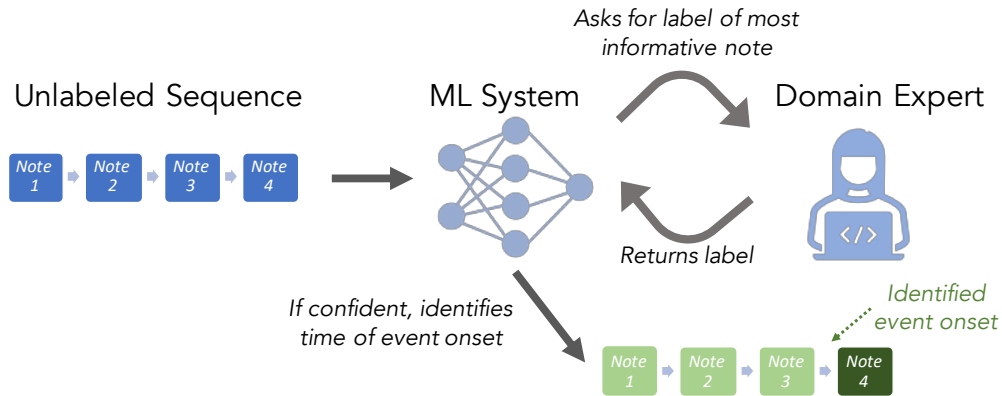 Asks for label of most
informative note
Unlabeled Sequence
ML System
Domain Expert
Note
1
Note
2
Note
3
Note
4
</>
Returns label
If confident, identifies
time of event onset
Identified
event onset
Note
1
Note
2
Note
3
Note
4